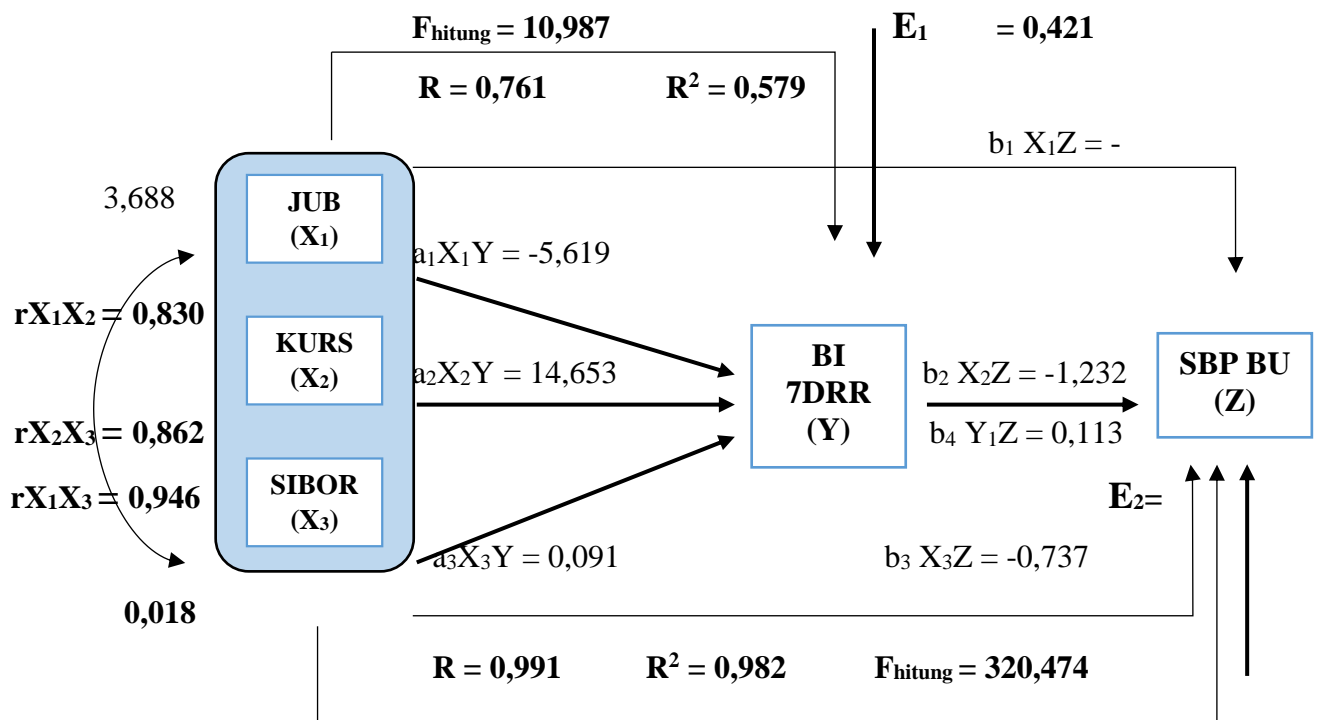 F hitung = 10,987
E₁ = 0,421
R = 0,761 R² = 0,579
b₁ X₁Z = -
3,688
JUB
(X₁)
a₁X₁Y = -5,619
rX₁X₂ = 0,830
KURS
(X₂)
a₂X₂Y = 14,653
BI
7DRR
(Y)
b₂ X₂Z = -1,232
b₄ Y₁Z = 0,113
SBP BU
(Z)
rX₂X₃ = 0,862
rX₁X₃ = 0,946
SIBOR
(X₃)
E₂=
a₃X₃Y = 0,091
b₃ X₃Z = -0,737
0,018
R = 0,991 R² = 0,982 F hitung = 320,474